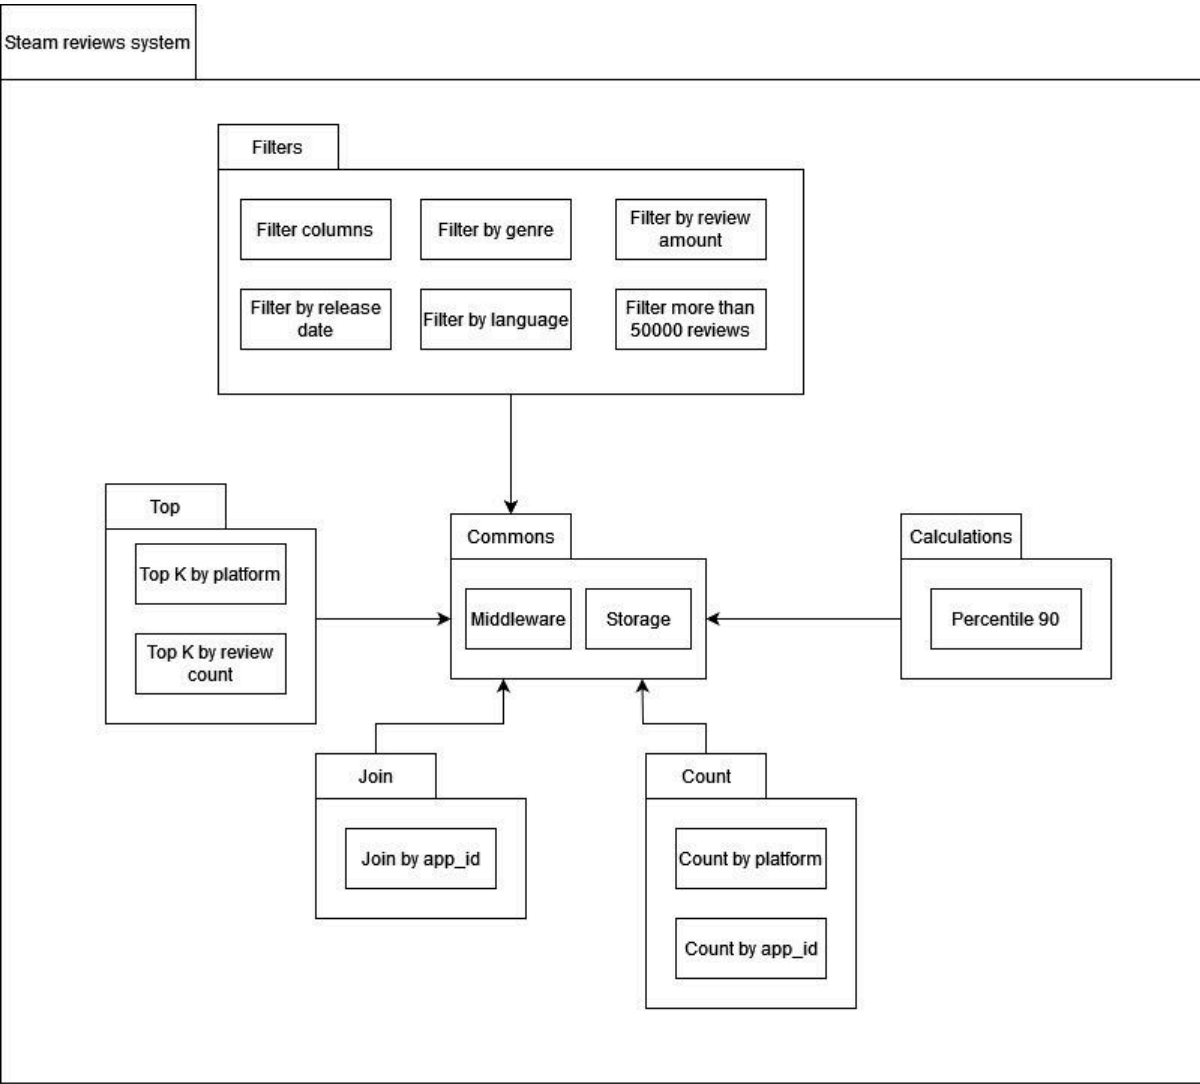 Steam reviews system
Filters
Filter columns
Filter by genre
Filter by review
amount
Filter by release
date
Filter by language
Filter more than
50000 reviews
Top
Top K by platform
Top K by review
count
Commons
Middleware
Storage
Calculations
Percentile 90
Join
Join by app_id
Count
Count by platform
Count by app_id